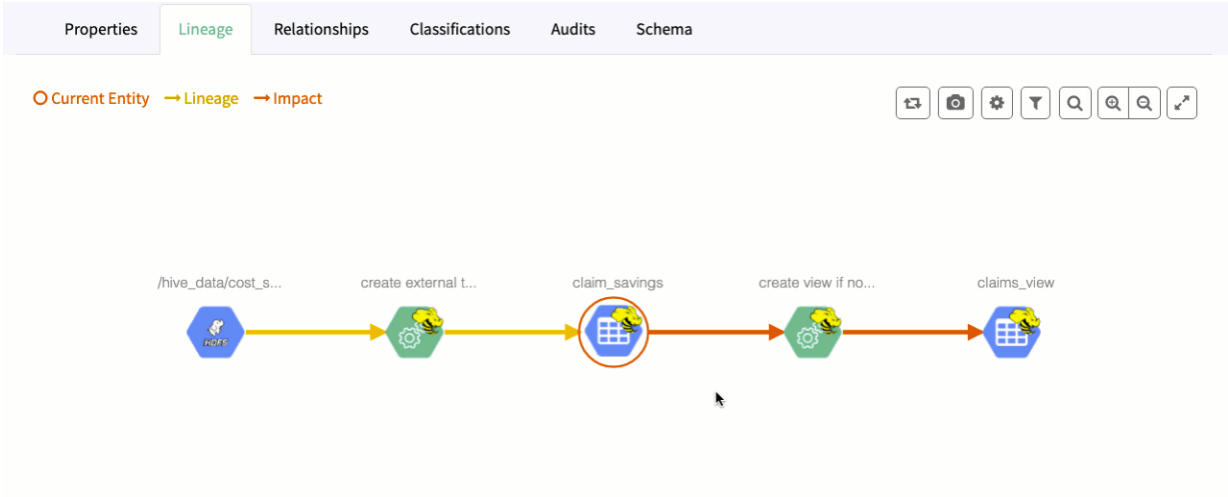 Properties Lineage Relationships Classifications Audits Schema
Current Entity Lineage Impact
/hive_data/cost_s... create external t... claim_savings create view if no... claims_view
HDFS